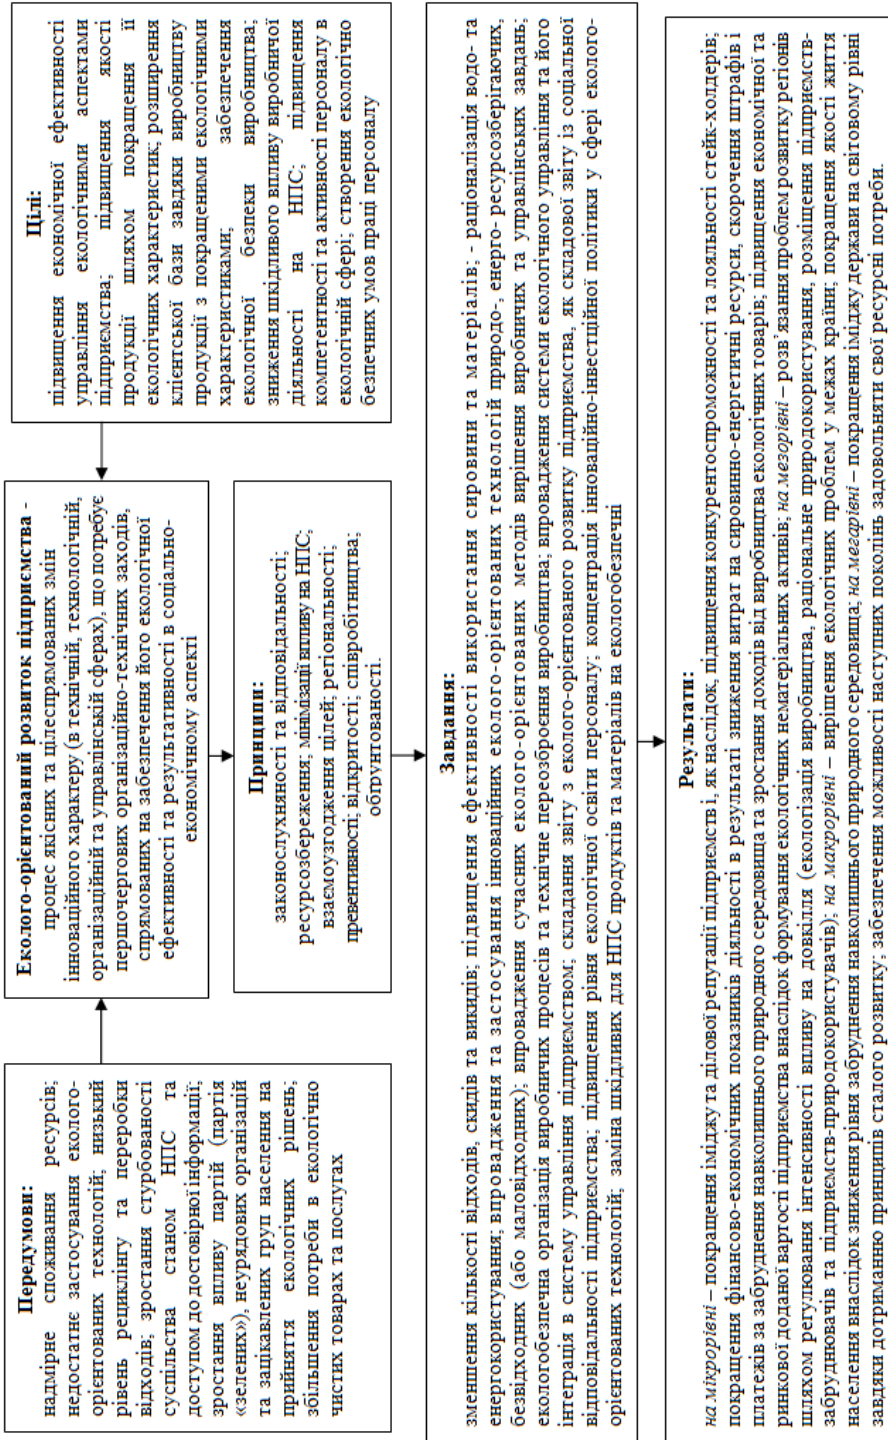 Передумови:
надмірне споживання ресурсів;
недостатнє застосування еколого-
орієнтованих технологій; низький
рівень рециклінгу та переробки
відходів; зростання стурбованості
суспільства станом НПС та
доступом до достовірної інформації;
зростання впливу партій (партія
«зелених»), неурядових організацій
та зацікавлених груп населення на
прийняття екологічних рішень;
збільшення потреби в екологічно
чистих товарах та послугах
Еколого-орієнтований розвиток підприємства -
процес якісних та цілеспрямованих змін
інноваційного характеру (в технічній, технологічній,
організаційній та управлінській сферах), що потребує
першочергових організаційно-технічних заходів,
спрямованих на забезпечення його екологічної
ефективності та результативності в соціально-
економічному аспекті
Цілі:
підвищення економічної ефективності
управління екологічними аспектами
підприємства; підвищення якості
продукції шляхом покращення її
екологічних характеристик; розширення
клієнтської бази завдяки виробництву
продукції з покращеними екологічними
характеристиками; забезпечення
екологічної безпеки виробництва;
зниження шкідливого впливу виробничої
діяльності на НПС; підвищення
компетентності та активності персоналу в
екологічній сфері; створення екологічно
безпечних умов праці персоналу
Принципи:
законослухняності та відповідальності;
ресурсозбереження; мінімізації впливу на НПС;
взаємоузгодження цілей; регіональності;
превентивності; відкритості; співробітництва;
обґрунтованості.
Завдання:
зменшення кількості відходів, скидів та викидів; підвищення ефективності використання сировини та матеріалів; - раціоналізація водо- та
енергокористування; впровадження та застосування інноваційних еколого-орієнтованих технологій природо-, енерго- ресурсозберігаючих,
безвідходних (або маловідходних); впровадження сучасних еколого-орієнтованих методів вирішення виробничих та управлінських завдань;
екологобезпечна організація виробничих процесів та технічне переозброєння виробництва; впровадження системи екологічного управління та його
інтеграція в систему управління підприємством; складання звіту з еколого-орієнтованого розвитку підприємства, як складової звіту із соціальної
відповідальності підприємства; підвищення рівня екологічної освіти персоналу; концентрація інноваційно-інвестиційної політики у сфері еколого-
орієнтованих технологій; заміна шкідливих для НПС продуктів та матеріалів на екологобезпечні
Результати:
на мікрорівні – покращення іміджу та ділової репутації підприємств і, як наслідок, підвищення конкурентоспроможності та лояльності стейк-холдерів;
покращення фінансово-економічних показників діяльності в результаті зниження витрат на сировинно-енергетичні ресурси, скорочення штрафів і
платежів за забруднення навколишнього природного середовища та зростання доходів від виробництва екологічних товарів; підвищення економічної та
ринкової доданої вартості підприємства внаслідок формування екологічних нематеріальних активів; на мезорівні – розв'язання проблем розвитку регіонів
шляхом регулювання інтенсивності впливу на довкілля (екологізація виробництва, раціональне природокористування, розміщення підприємств-
забруднювачів та підприємств-природокористувачів); на макрорівні – вирішення екологічних проблем у межах країни; покращення якості життя
населення внаслідок зниження рівня забруднення навколишнього природного середовища; на мегарівні – покращення іміджу держави на світовому рівні
завдяки дотриманню принципів сталого розвитку; забезпечення можливості наступних поколінь задовольняти свої ресурсні потреби.